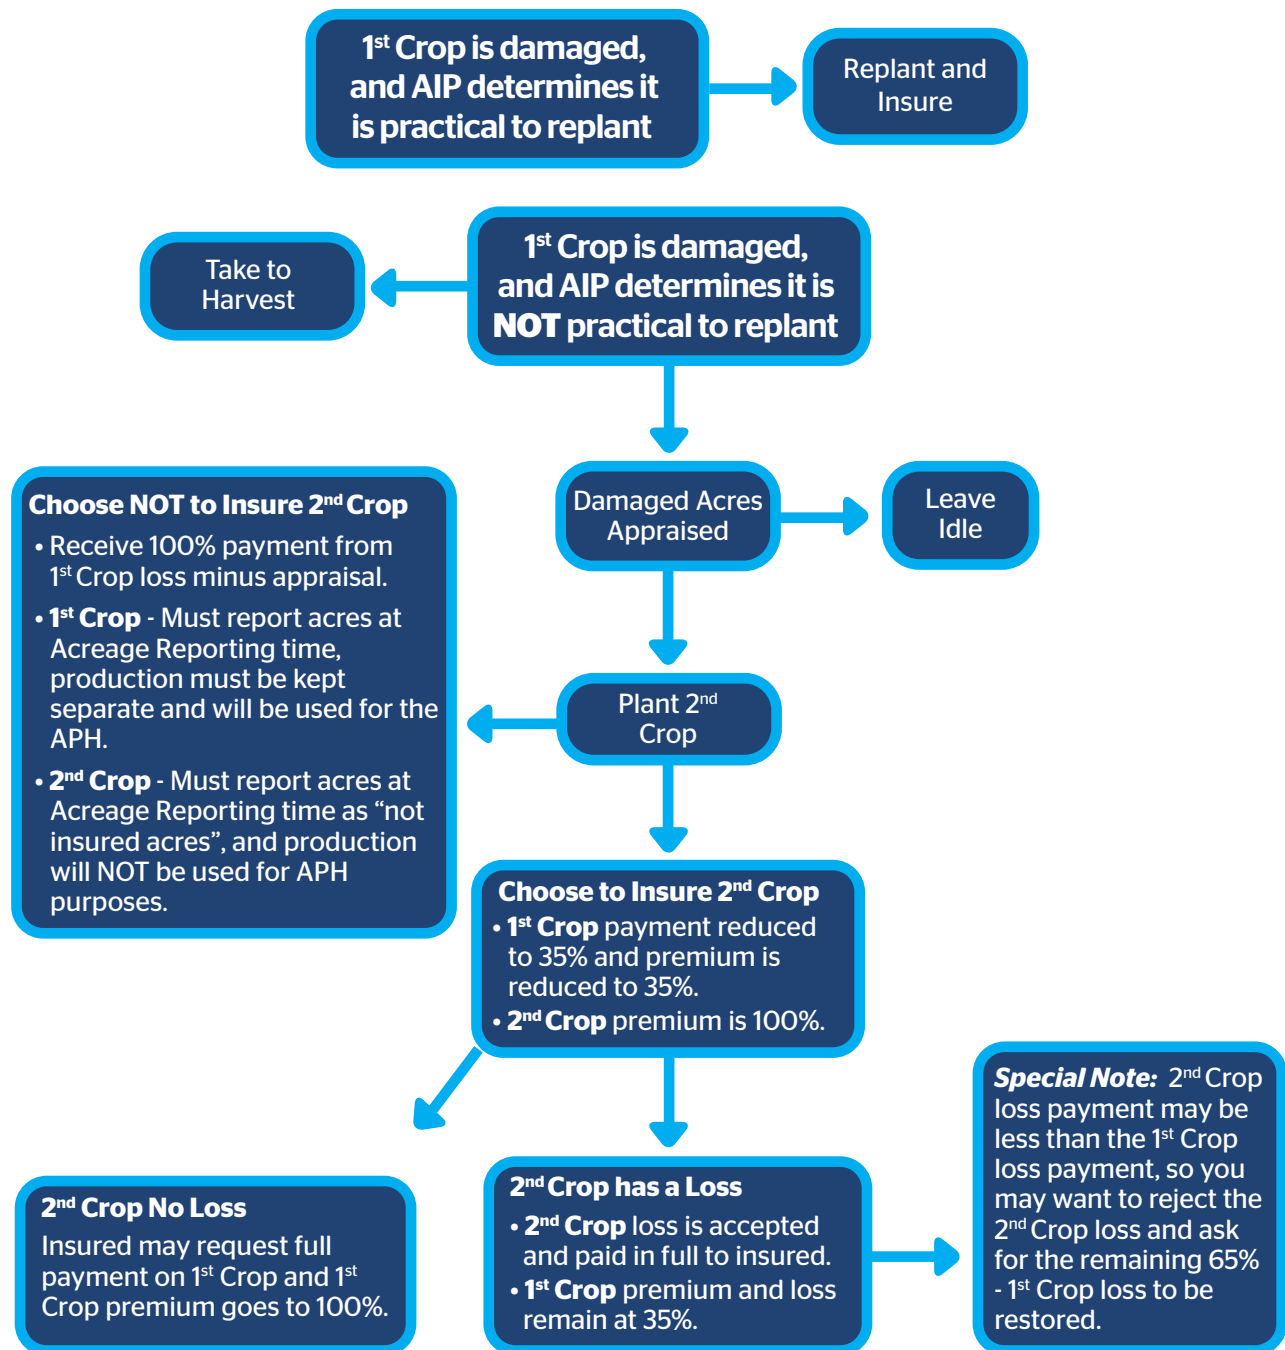 1st Crop is damaged,
and AIP determines it
is practical to replant
Replant and
Insure
1st Crop is damaged,
and AIP determines it is
NOT practical to replant
Take to
Harvest
Damaged Acres
Appraised
Leave
Idle
Plant 2nd
Crop
Choose NOT to Insure 2nd Crop
• Receive 100% payment from
1st Crop loss minus appraisal.
• 1st Crop - Must report acres at
Acreage Reporting time,
production must be kept
separate and will be used for the
APH.
• 2nd Crop - Must report acres at
Acreage Reporting time as “not
insured acres”, and production
will NOT be used for APH
purposes.
Choose to Insure 2nd Crop
• 1st Crop payment reduced
to 35% and premium is
reduced to 35%.
• 2nd Crop premium is 100%.
2nd Crop No Loss
Insured may request full
payment on 1st Crop and 1st
Crop premium goes to 100%.
2nd Crop has a Loss
• 2nd Crop loss is accepted
and paid in full to insured.
• 1st Crop premium and loss
remain at 35%.
Special Note: 2nd Crop
loss payment may be
less than the 1st Crop
loss payment, so you
may want to reject the
2nd Crop loss and ask
for the remaining 65%
- 1st Crop loss to be
restored.